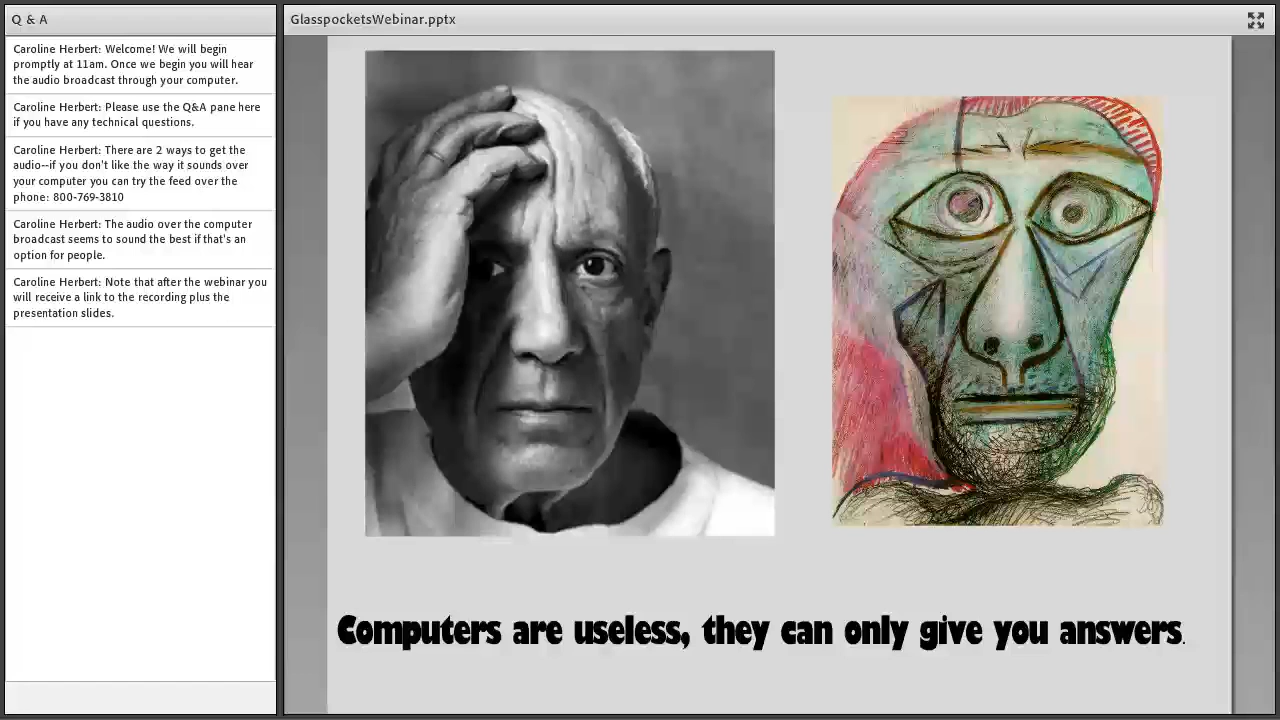 Q & A
Caroline Herbert: Welcome! We will begin
promptly at 11am. Once we begin you will hear
the audio broadcast through your computer.
Caroline Herbert: Please use the Q&A pane here
if you have any technical questions.
Caroline Herbert: There are 2 ways to get the
audio--if you don't like the way it sounds over
your computer you can try the feed over the
phone: 800-769-3810
Caroline Herbert: The audio over the computer
broadcast seems to sound the best if that's an
option for people.
Caroline Herbert: Note that after the webinar you
will receive a link to the recording plus the
presentation slides.
GlasspocketsWebinar.pptx
Computers are useless, they can only give you answers.